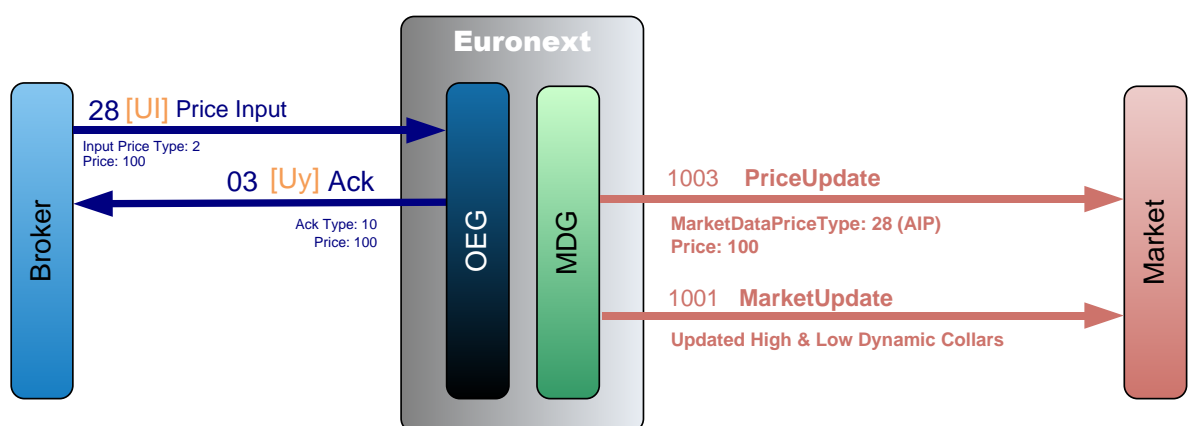 Euronext
28 [UI] Price Input
Input Price Type: 2
Price: 100
03 [Uy] Ack
Ack Type: 10
Price: 100
Broker
OEG
MDG
1003 PriceUpdate
MarketDataPriceType: 28 (AIP)
Price: 100
1001 MarketUpdate
Updated High & Low Dynamic Collars
Market